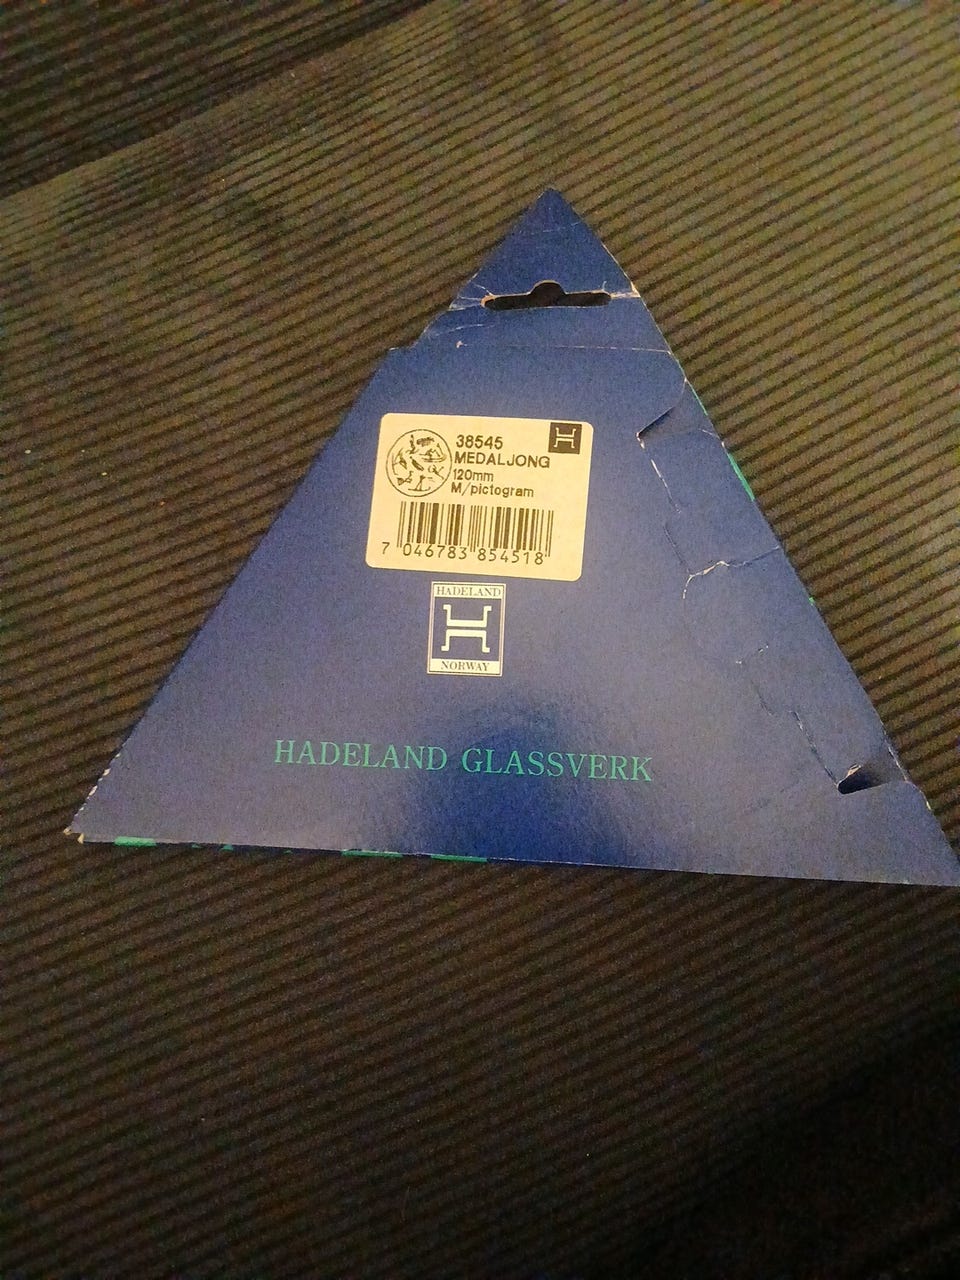 38545
MEDALJONG
120mm
M/pictogram
7 046783 854518
HADELAND
NORWAY
HADELAND GLASSVERK